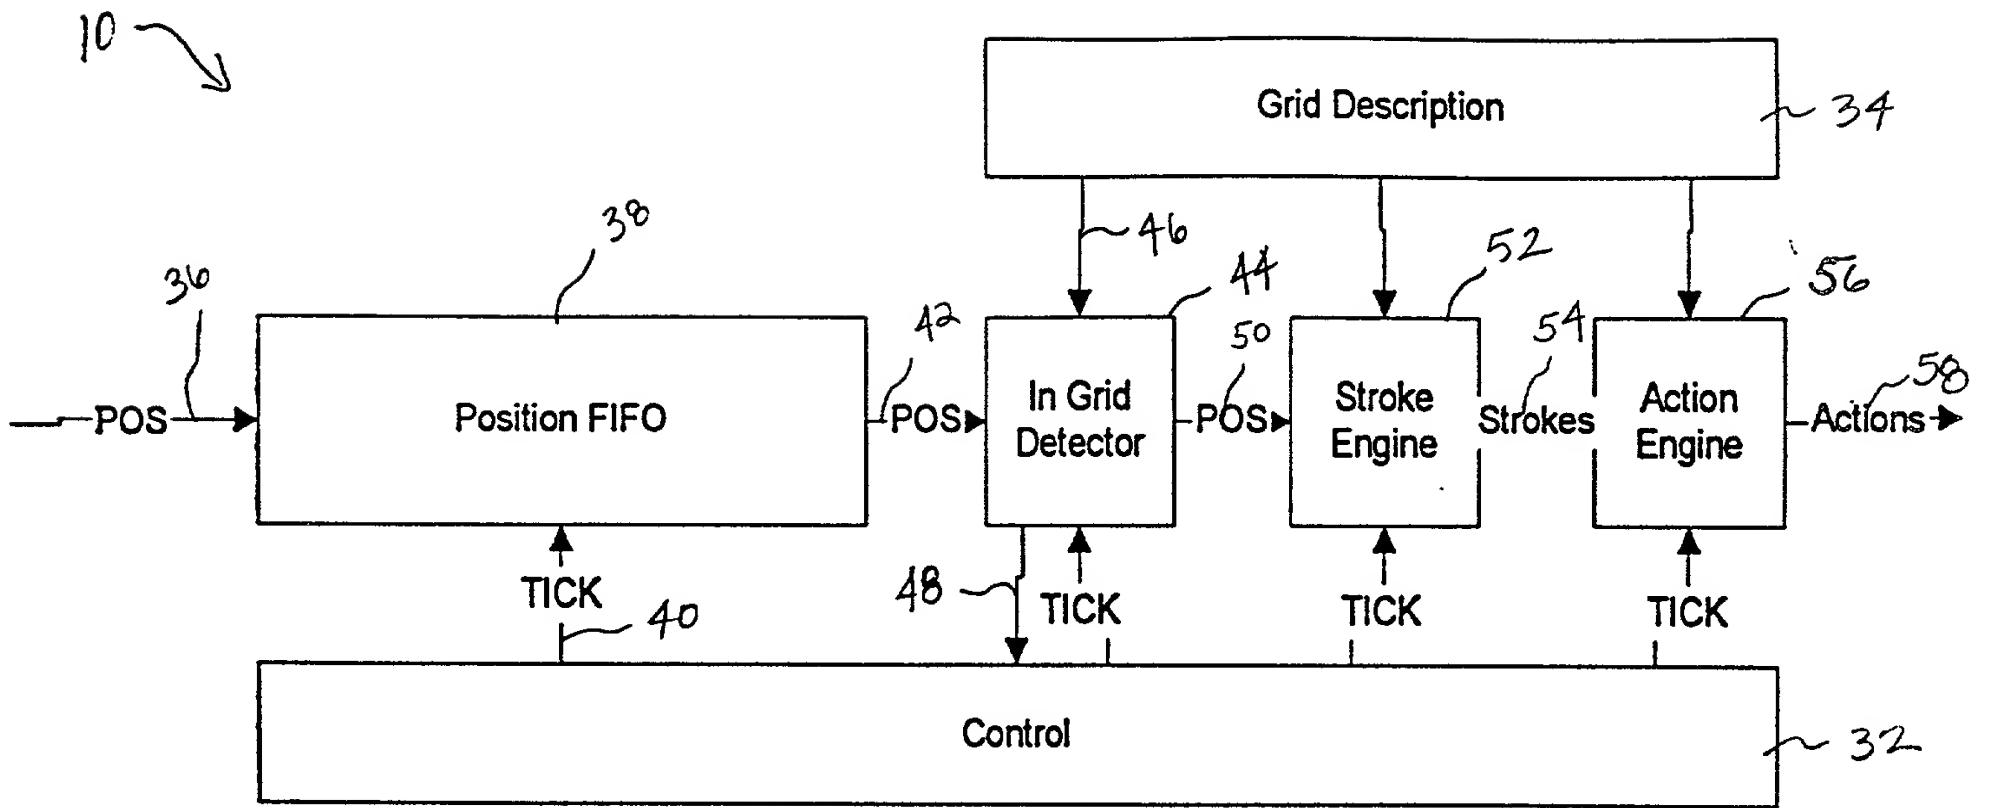 10
Grid Description
34
38
46
52
44
36
56
54
42
50
58
POS
Position FIFO
POS
In Grid
Detector
POS
Stroke
Engine
Strokes
Action
Engine
Actions
TICK
48
TICK
TICK
TICK
40
Control
32